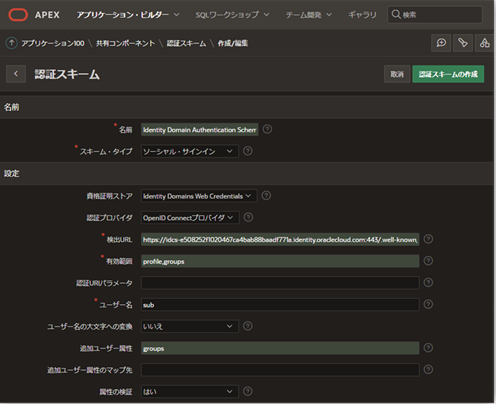 APEX アプリケーション・ビルダー SQLワークショップ チーム開発 ギャラリ 検索
アプリケーション100 \ 共有コンポーネント \ 認証スキーム \ 作成/編集
認証スキーム 取消 認証スキームの作成
名前
* 名前 Identity Domain Authentication Schem
* スキーム・タイプ ソーシャル・サインイン
設定
資格証明ストア Identity Domains Web Credentials
認証プロバイダ OpenID Connectプロバイダ
* 検出URL
* 有効範囲 profile,groups
認証URIパラメータ
* ユーザー名 sub
ユーザー名の大文字への変換 いいえ
追加ユーザー属性 groups
追加ユーザー属性のマップ先
属性の検証 はい